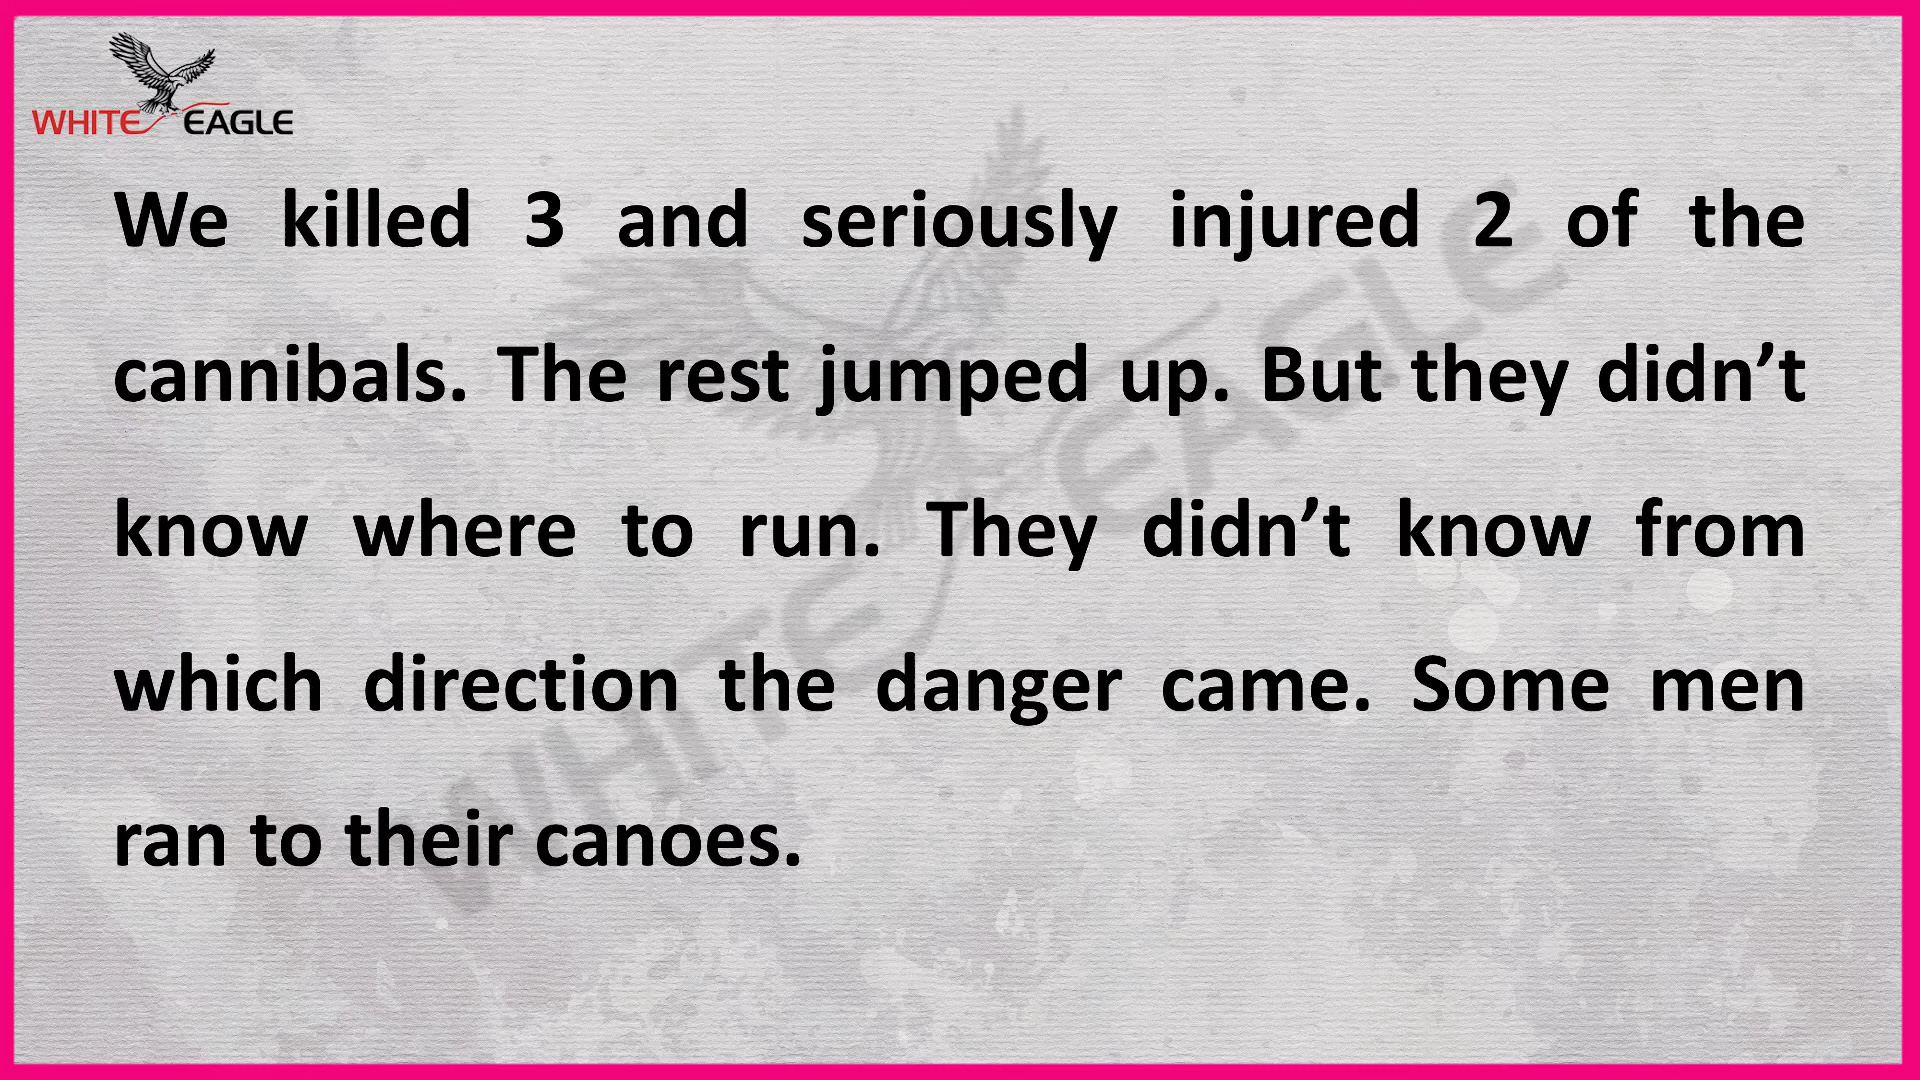 WHITE EAGLE
We killed 3 and seriously injured 2 of the
cannibals. The rest jumped up. But they didn’t
know where to run. They didn’t know from
which direction the danger came. Some men
ran to their canoes.
WHITE EAGLE